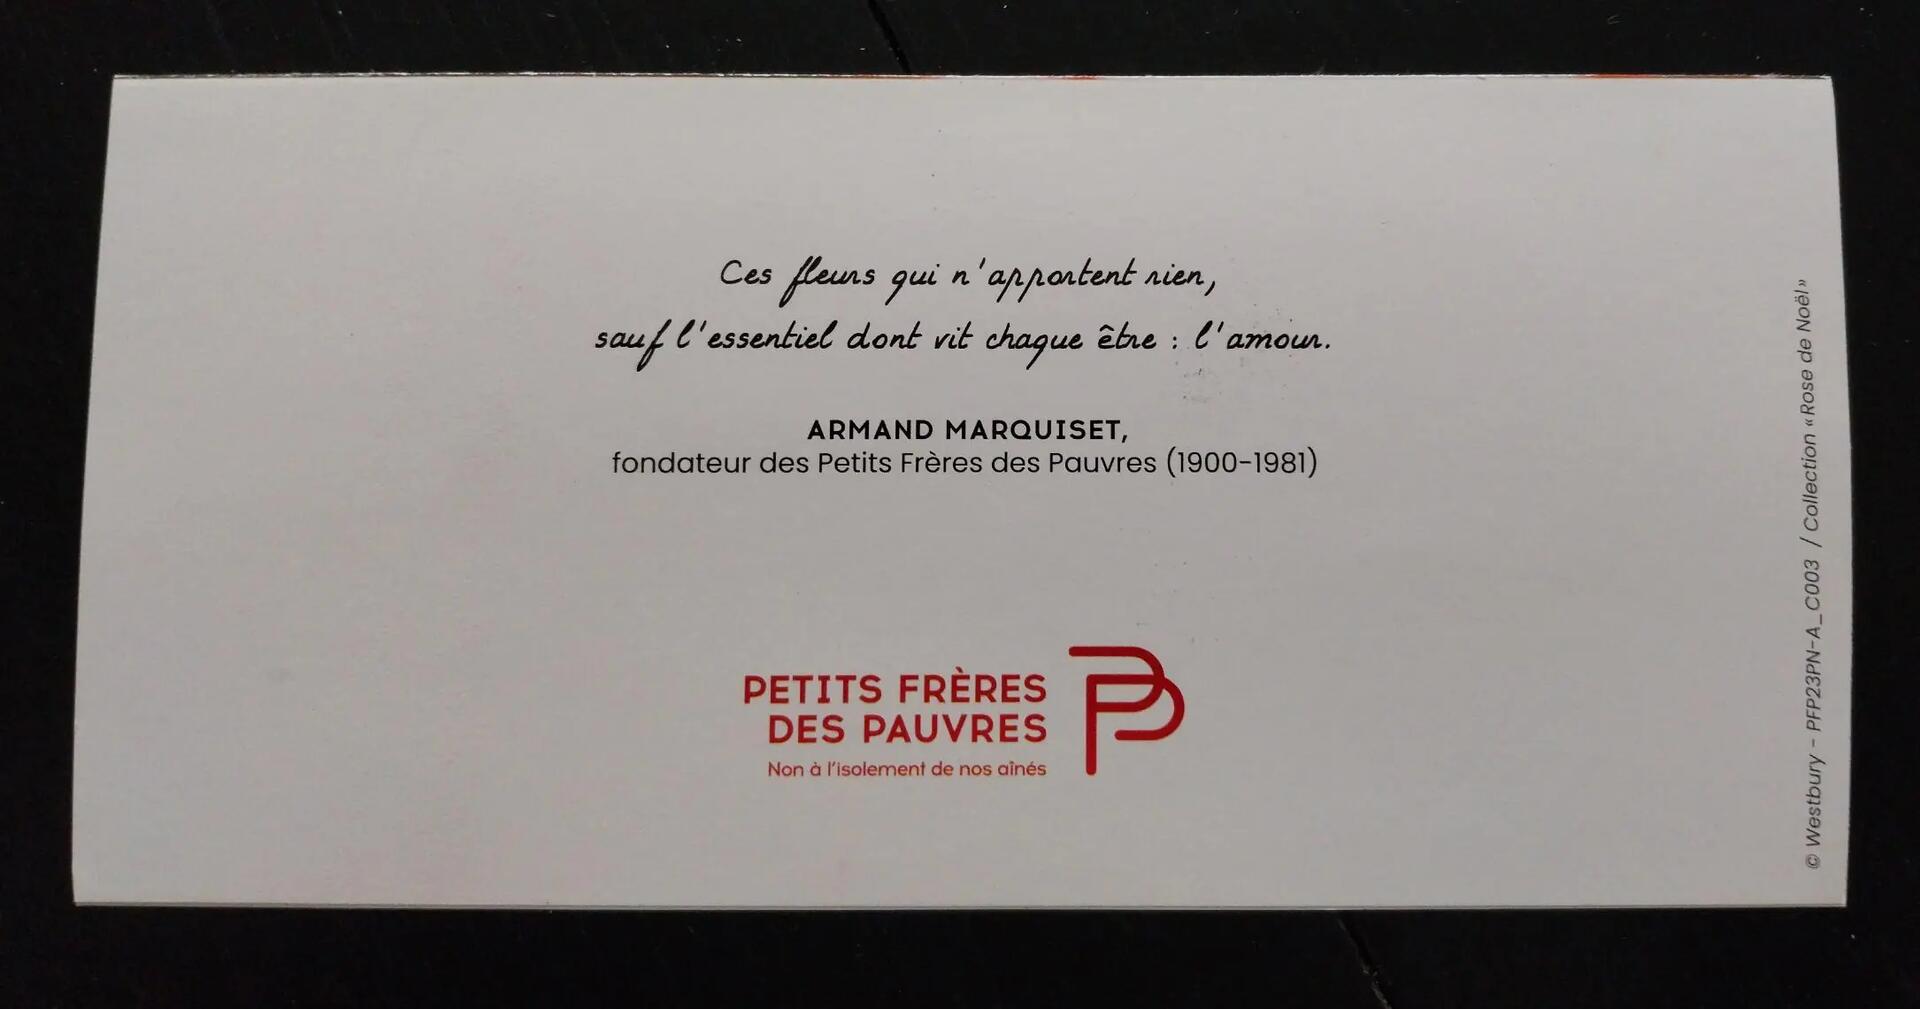 Ces fleurs qui n'apportent rien,
sauf l'essentiel dont vit chaque être : l'amour.
ARMAND MARQUISET,
fondateur des Petits Frères des Pauvres (1900-1981)
PETITS FRÈRES
DES PAUVRES
Non à l'isolement de nos aînés
© Westbury - PFP23PN-A_C003 / Collection «Rose de Noël»